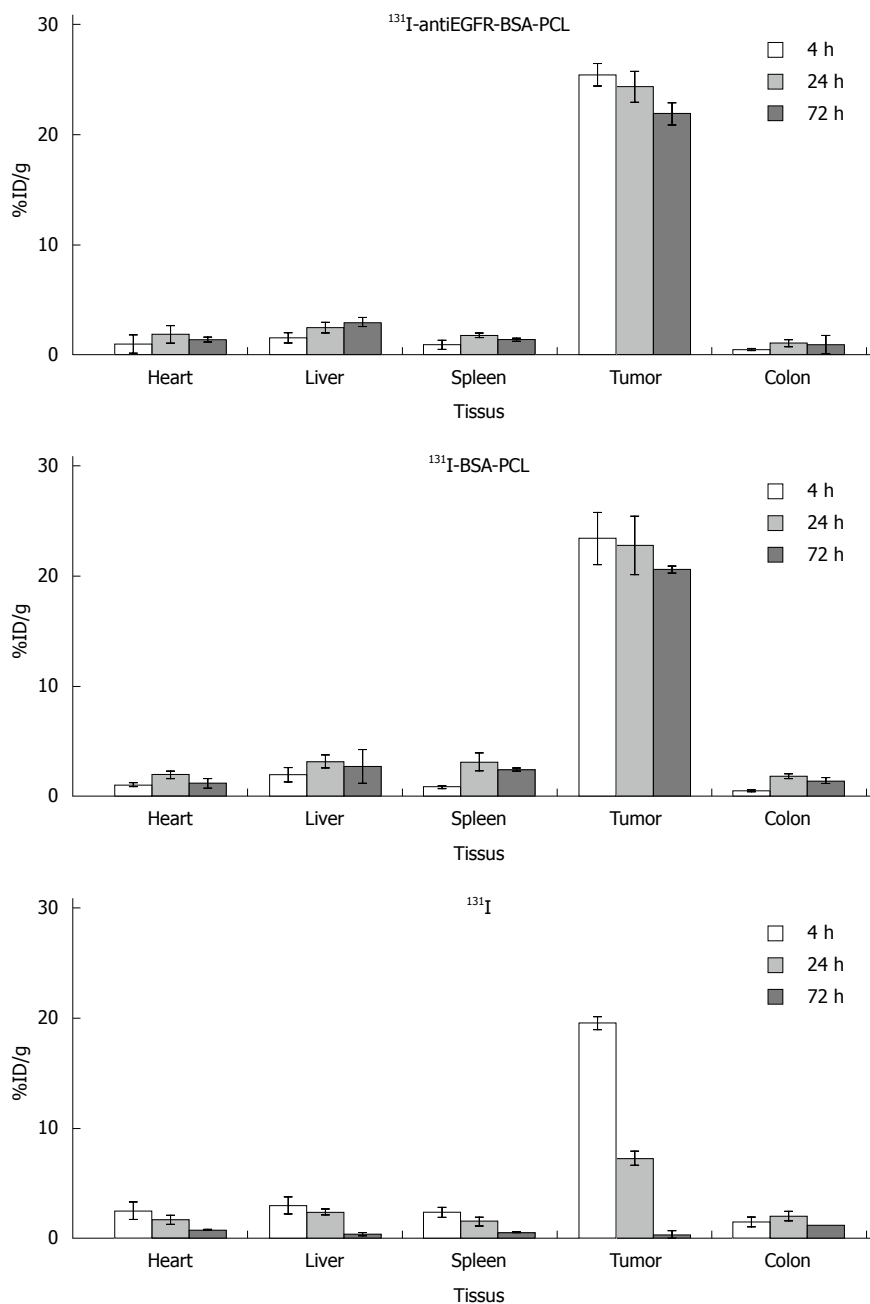 ¹³¹I-antiEGFR-BSA-PCL
30
20
10
0
%ID/g
4 h
24 h
72 h
Heart Liver Spleen Tumor Colon
Tissus
¹³¹I-BSA-PCL
30
20
10
0
%ID/g
4 h
24 h
72 h
Heart Liver Spleen Tumor Colon
Tissus
¹³¹I
30
20
10
0
%ID/g
4 h
24 h
72 h
Heart Liver Spleen Tumor Colon
Tissus